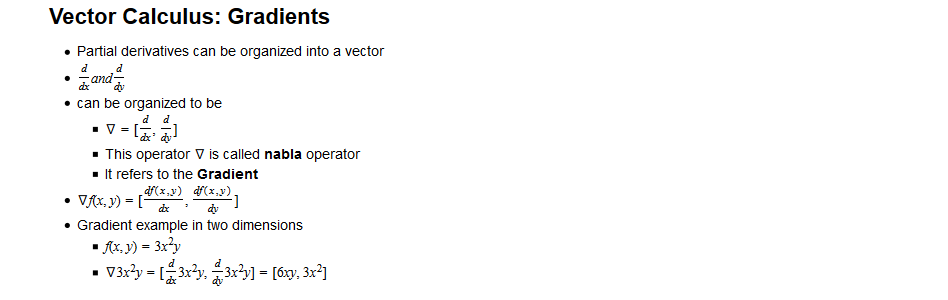 Vector Calculus: Gradients
• Partial derivatives can be organized into a vector
• d/dx and d/dy
• can be organized to be
▪ ∇ = [d/dx, d/dy]
▪ This operator ∇ is called nabla operator
▪ It refers to the Gradient
• ∇f(x, y) = [df(x,y)/dx, df(x,y)/dy]
• Gradient example in two dimensions
▪ f(x, y) = 3x²y
▪ ∇3x²y = [d/dx 3x²y, d/dy 3x²y] = [6xy, 3x²]